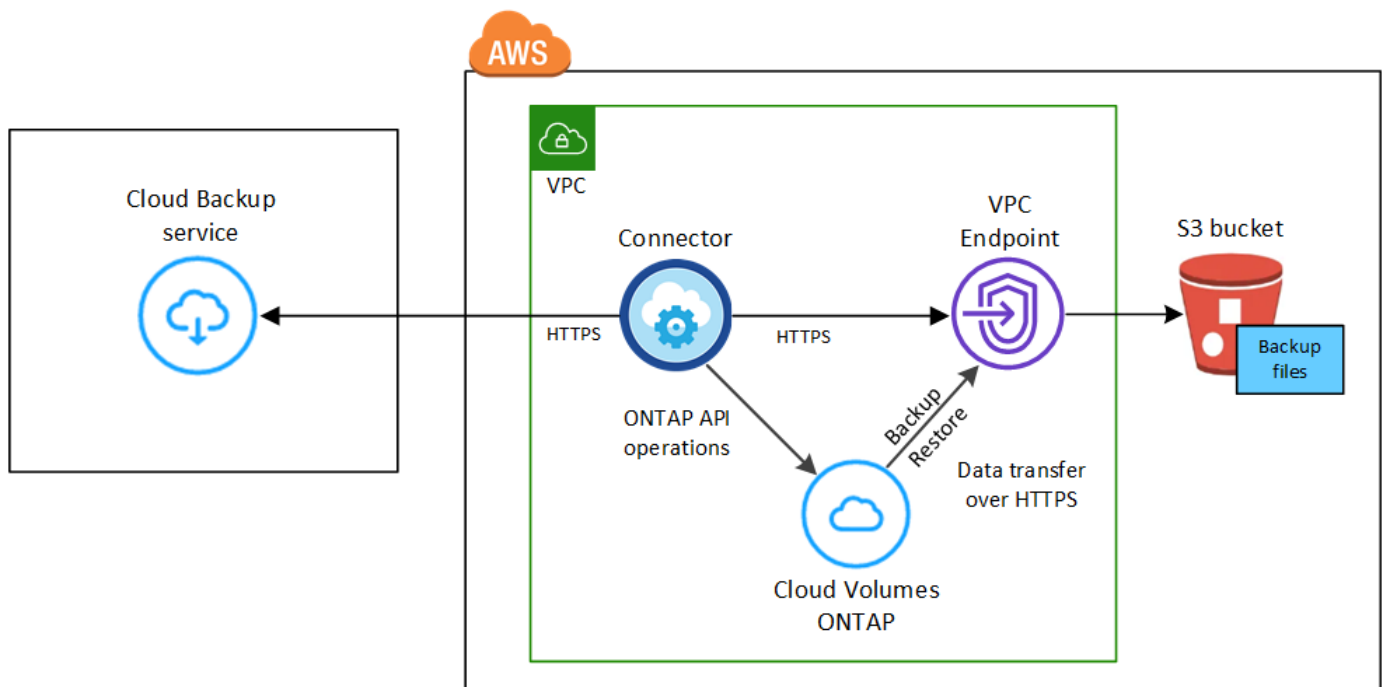 AWS
Cloud Backup
service
VPC
Connector
VPC
Endpoint
S3 bucket
HTTPS
HTTPS
Backup
files
ONTAP API
operations
Backup
Restore
Data transfer
over HTTPS
Cloud Volumes
ONTAP